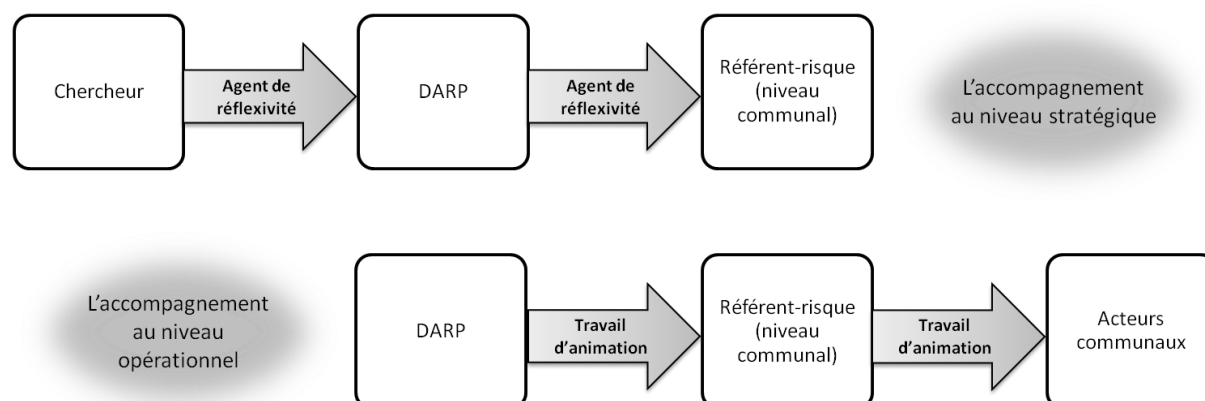 Chercheur
Agent de
réflexivité
DARP
Agent de
réflexivité
Référent-risque
(niveau
communal)
L'accompagnement
au niveau stratégique
L'accompagnement
au niveau
opérationnel
DARP
Travail
d'animation
Référent-risque
(niveau
communal)
Travail
d'animation
Acteurs
communaux